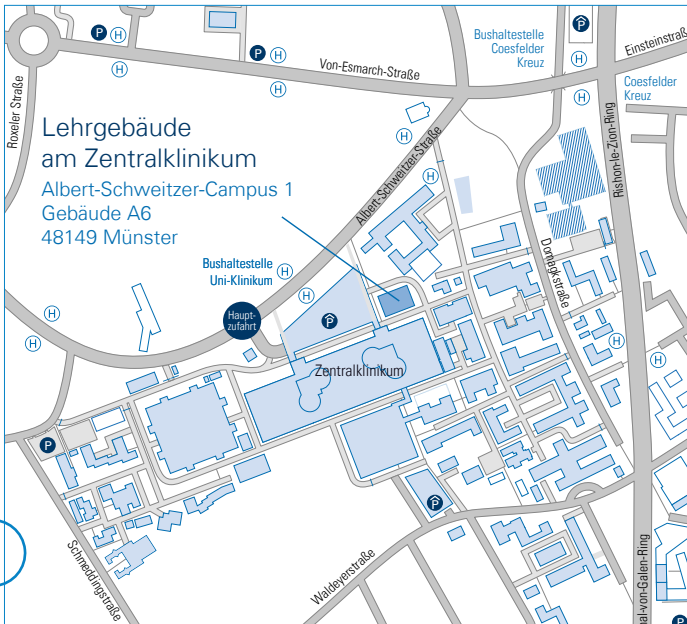 P
H
H
P
H
H
Von-Esmarch-Straße
Bushaltestelle
Coesfelder
Kreuz
P
H
H
Einsteinstraß
Coesfelder
Kreuz
Roxeler Straße
Rishon-le-Zion-Ring
Lehrgebäude
am Zentralklinikum
Albert-Schweitzer-Campus 1
Gebäude A6
48149 Münster
H
H
Albert-Schweitzer-Straße
Domagkstraße
Bushaltestelle
Uni-Klinikum
H
H
Haupt-
zufahrt
P
H
H
H
H
Zentralklinikum
P
P
Schmeddingstraße
Waldeyerstraße
al-von-Galen-Ring
P